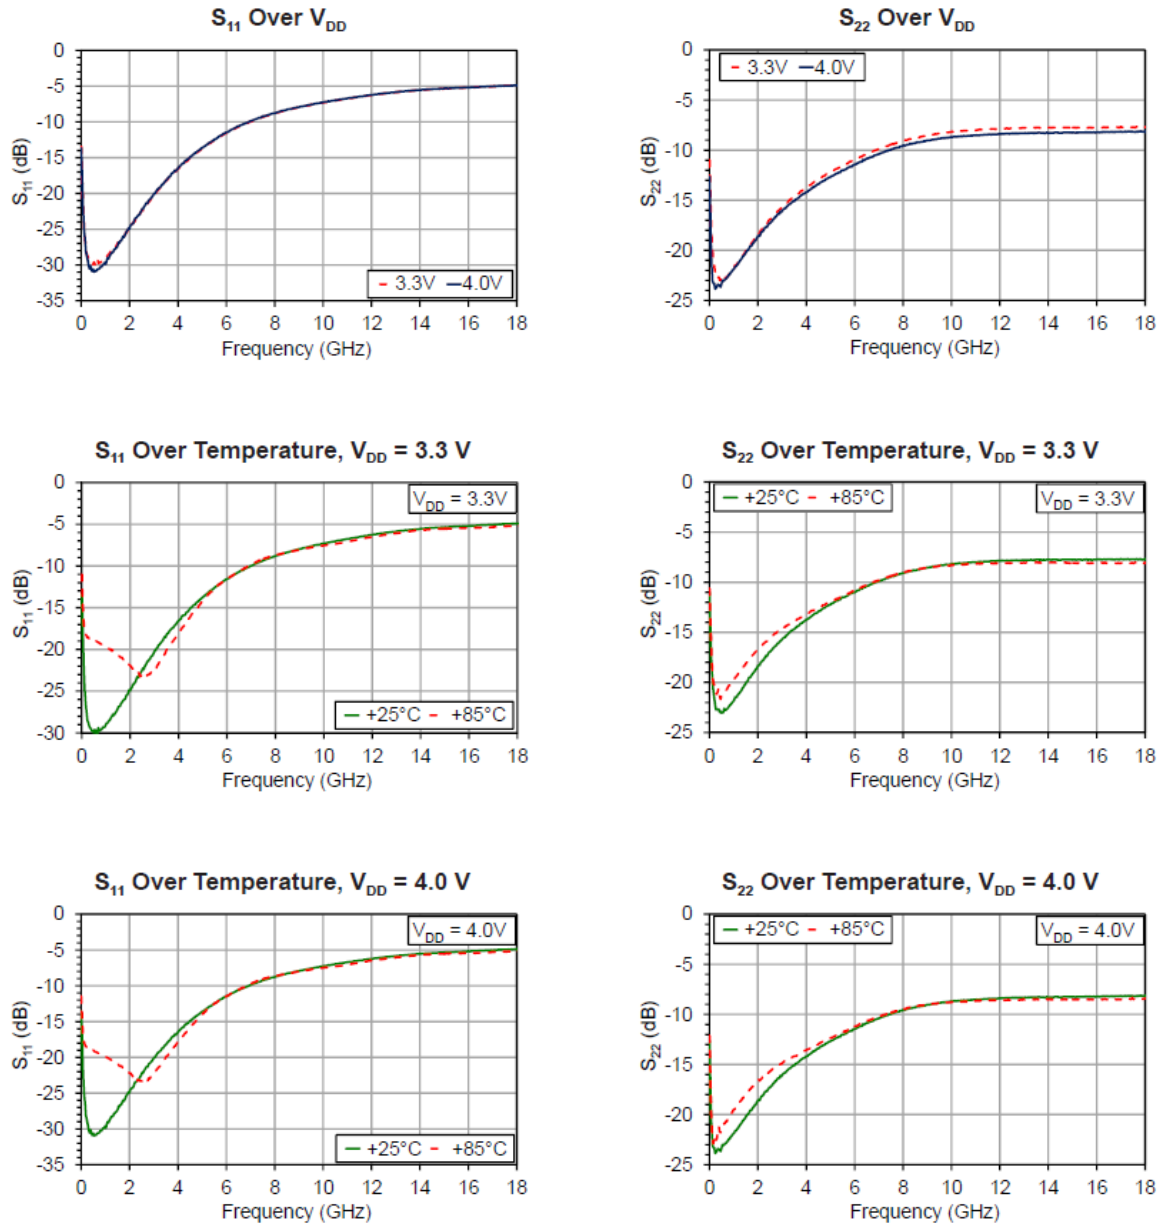 S11 Over VDD
0
-5
-10
-15
-20
-25
-30
-35
S11 (dB)
3.3V 4.0V
0 2 4 6 8 10 12 14 16 18
Frequency (GHz)
S22 Over VDD
0
-5
-10
-15
-20
-25
S22 (dB)
3.3V 4.0V
0 2 4 6 8 10 12 14 16 18
Frequency (GHz)
S11 Over Temperature, VDD = 3.3 V
0
-5
-10
-15
-20
-25
-30
S11 (dB)
VDD = 3.3V
+25°C +85°C
0 2 4 6 8 10 12 14 16 18
Frequency (GHz)
S22 Over Temperature, VDD = 3.3 V
0
-5
-10
-15
-20
-25
S22 (dB)
+25°C +85°C
VDD = 3.3V
0 2 4 6 8 10 12 14 16 18
Frequency (GHz)
S11 Over Temperature, VDD = 4.0 V
0
-5
-10
-15
-20
-25
-30
-35
S11 (dB)
VDD = 4.0V
+25°C +85°C
0 2 4 6 8 10 12 14 16 18
Frequency (GHz)
S22 Over Temperature, VDD = 4.0 V
0
-5
-10
-15
-20
-25
S22 (dB)
+25°C +85°C
VDD = 4.0V
0 2 4 6 8 10 12 14 16 18
Frequency (GHz)